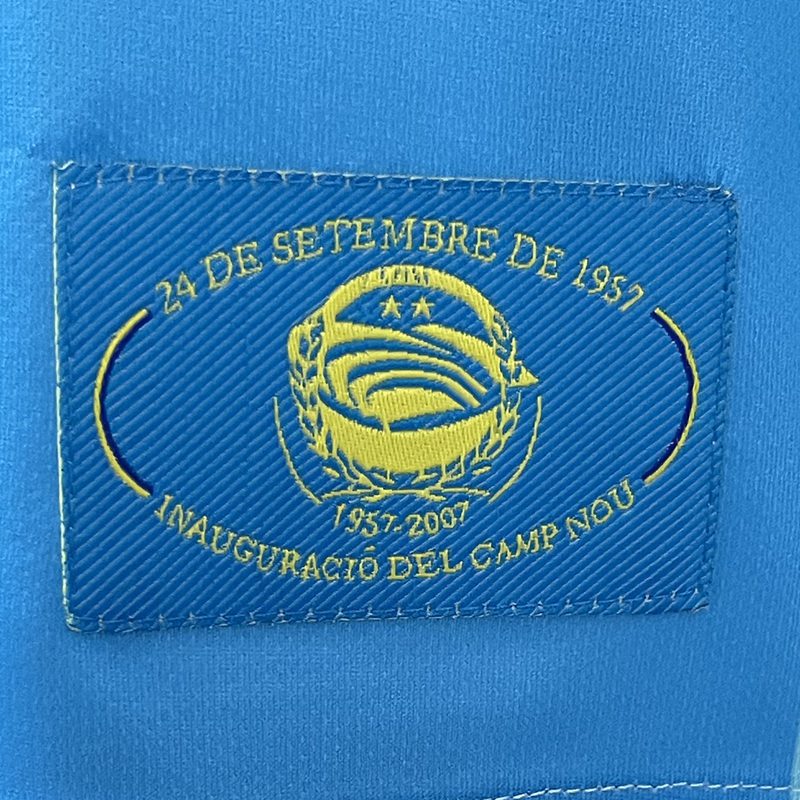 24 DE SETEMBRE DE 1957
1957-2007
INAUGURACIÓ DEL CAMP NOU